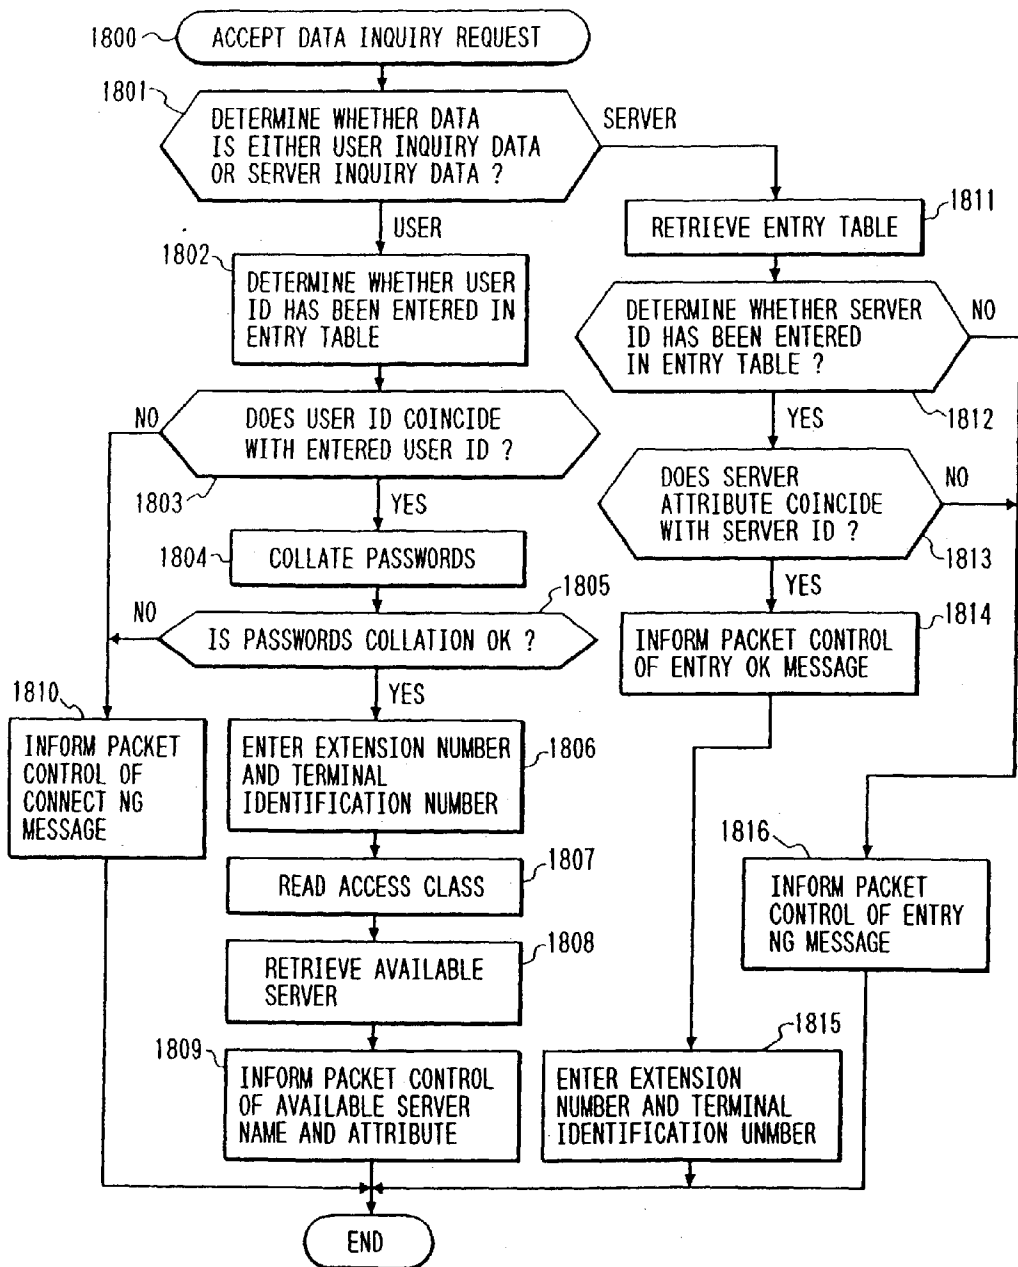 1800
ACCEPT DATA INQUIRY REQUEST
1801
DETERMINE WHETHER DATA
IS EITHER USER INQUIRY DATA
OR SERVER INQUIRY DATA ?
SERVER
USER
1802
DETERMINE WHETHER USER
ID HAS BEEN ENTERED IN
ENTRY TABLE
NO
DOES USER ID COINCIDE
WITH ENTERED USER ID ?
1803
YES
1804
COLLATE PASSWORDS
1805
NO
IS PASSWORDS COLLATION OK ?
YES
1810
INFORM PACKET
CONTROL OF
CONNECT NG
MESSAGE
ENTER EXTENSION NUMBER
AND TERMINAL
IDENTIFICATION NUMBER
1806
1807
READ ACCESS CLASS
1808
RETRIEVE AVAILABLE
SERVER
1809
INFORM PACKET CONTROL
OF AVAILABLE SERVER
NAME AND ATTRIBUTE
1811
RETRIEVE ENTRY TABLE
DETERMINE WHETHER SERVER
ID HAS BEEN ENTERED
IN ENTRY TABLE ?
NO
1812
YES
DOES SERVER
ATTRIBUTE COINCIDE
WITH SERVER ID ?
NO
1813
YES
1814
INFORM PACKET CONTROL
OF ENTRY OK MESSAGE
1816
INFORM PACKET
CONTROL OF ENTRY
NG MESSAGE
1815
ENTER EXTENSION
NUMBER AND TERMINAL
IDENTIFICATION UNMBER
END